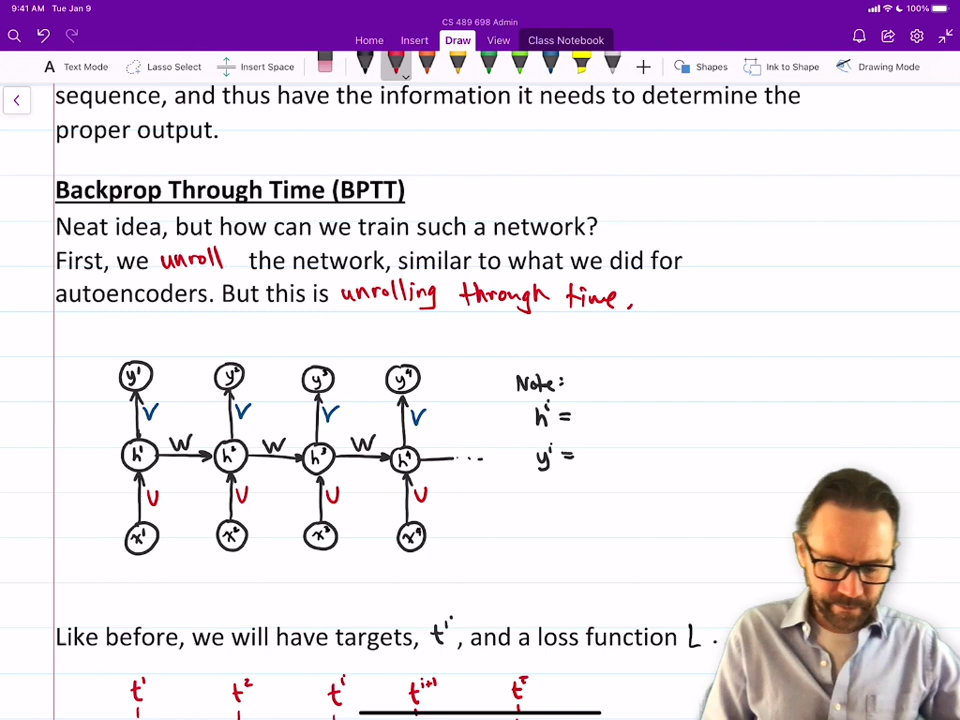 9:41 AM Tue Jan 9
100%
CS 489 698 Admin
Home Insert Draw View Class Notebook
A Text Mode Lasso Select Insert Space Shapes Ink to Shape Drawing Mode
sequence, and thus have the information it needs to determine the
proper output.
Backprop Through Time (BPTT)
Neat idea, but how can we train such a network?
First, we unroll the network, similar to what we did for
autoencoders. But this is unrolling through time.
y¹ y² y³ y⁴ Note:
V V V V hⁱ =
W W W
h¹ h² h³ h⁴ ... yⁱ =
U U U U
x¹ x² x³ x⁴
Like before, we will have targets, tⁱ, and a loss function L.
t¹ t² tⁱ tⁱ⁺¹